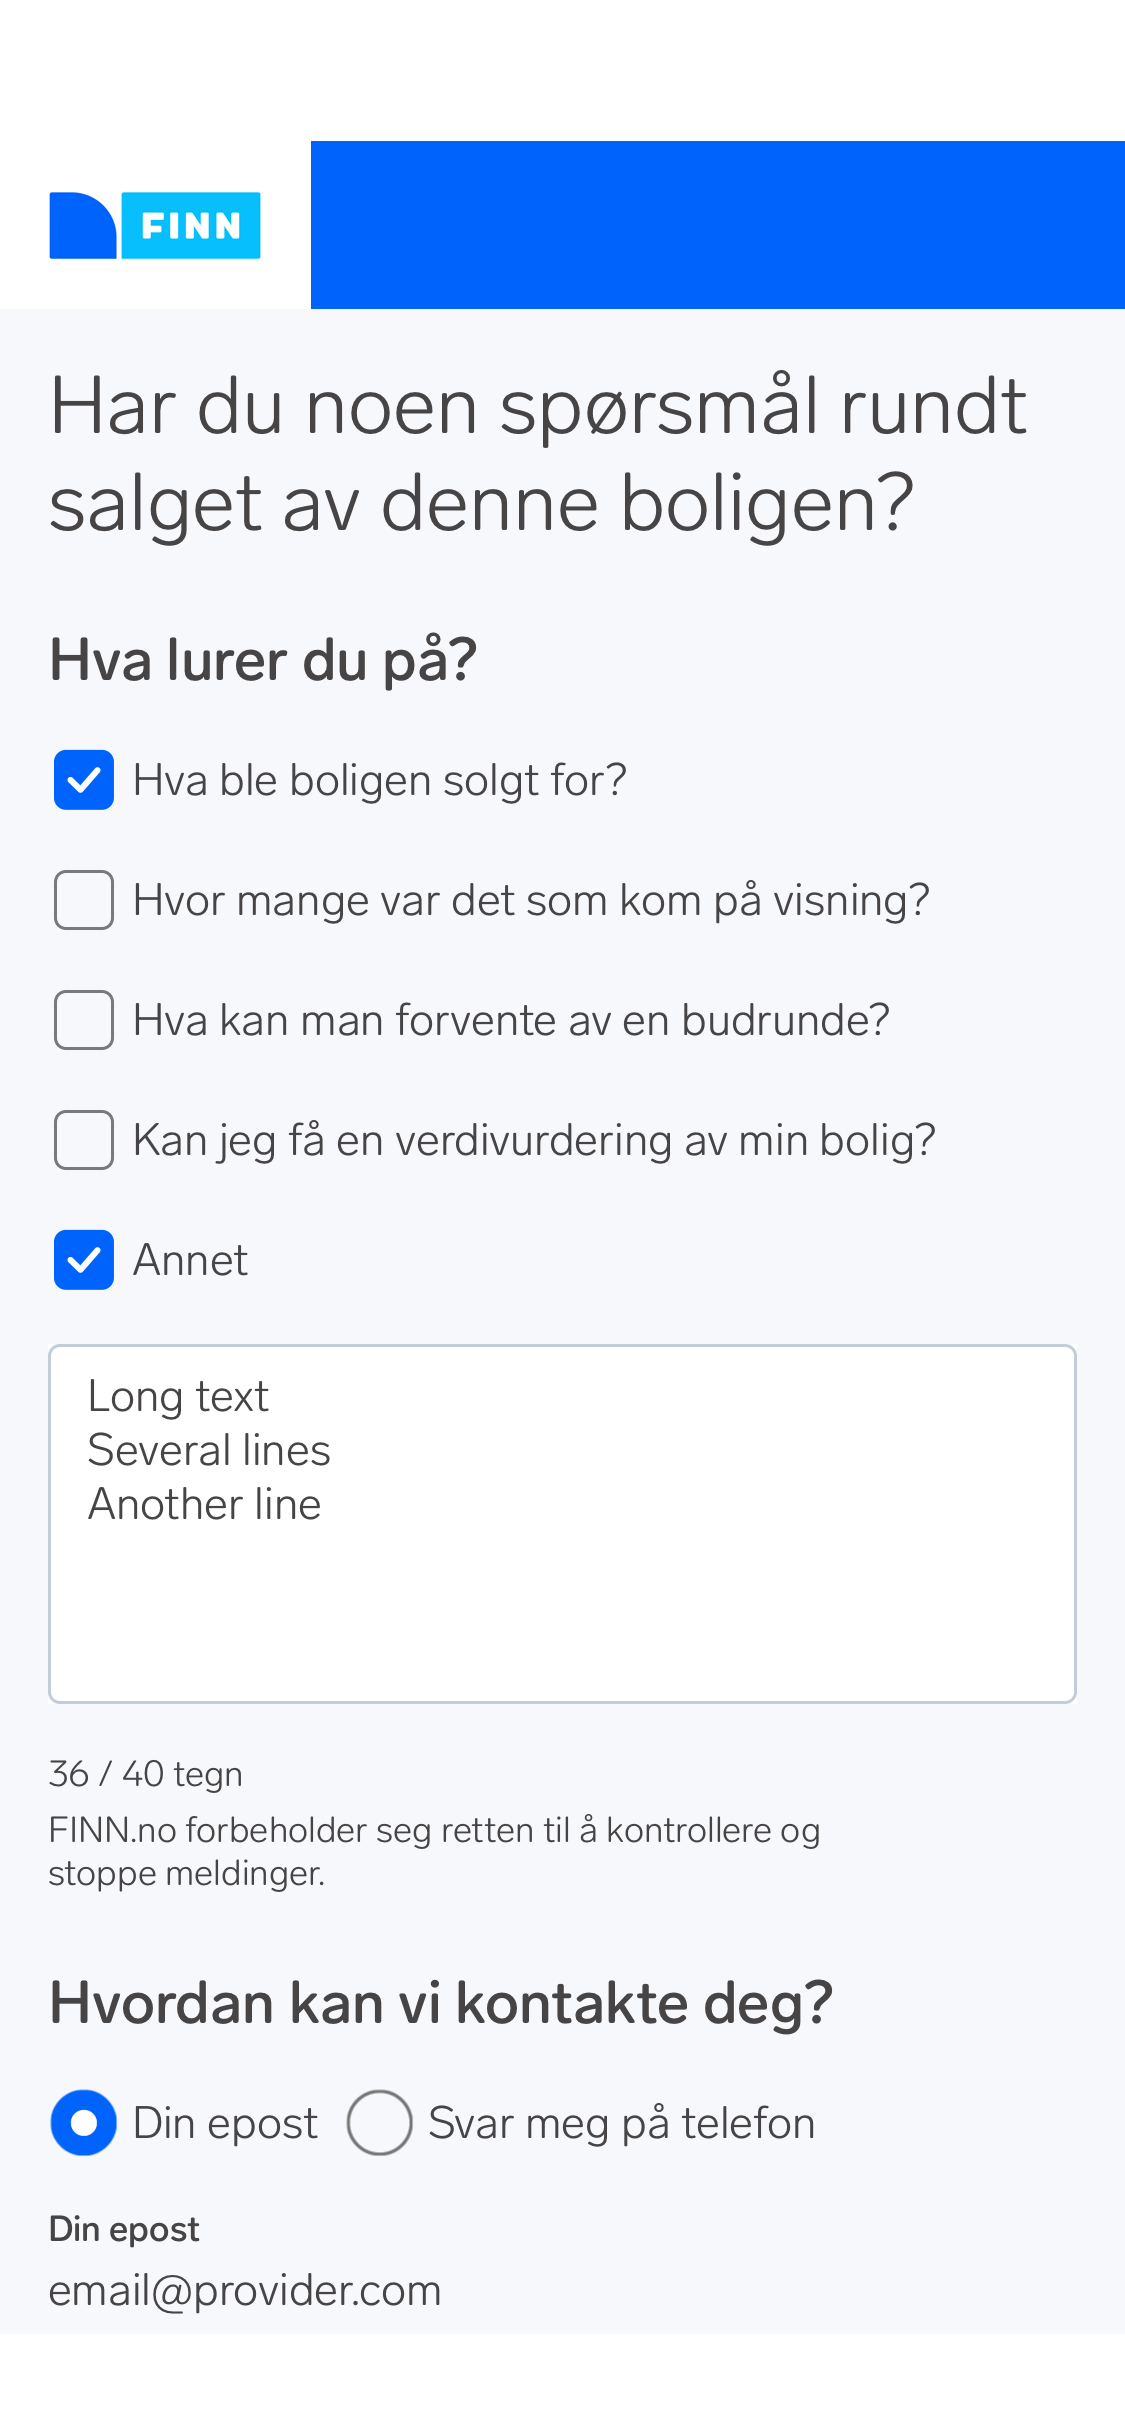 FINN
Har du noen spørsmål rundt
salget av denne boligen?
Hva lurer du på?
Hva ble boligen solgt for?
Hvor mange var det som kom på visning?
Hva kan man forvente av en budrunde?
Kan jeg få en verdivurdering av min bolig?
Annet
Long text
Several lines
Another line
36 / 40 tegn
FINN.no forbeholder seg retten til å kontrollere og
stoppe meldinger.
Hvordan kan vi kontakte deg?
Din epost Svar meg på telefon
Din epost
email@provider.com